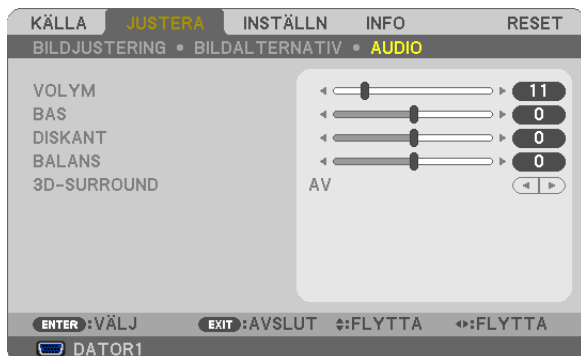 KÄLLA JUSTERA INSTÄLLN INFO RESET
BILDJUSTERING • BILDALTERNATIV • AUDIO
VOLYM 11
BAS 0
DISKANT 0
BALANS 0
3D-SURROUND AV
ENTER:VÄLJ EXIT:AVSLUT :FLYTTA :FLYTTA
DATOR1